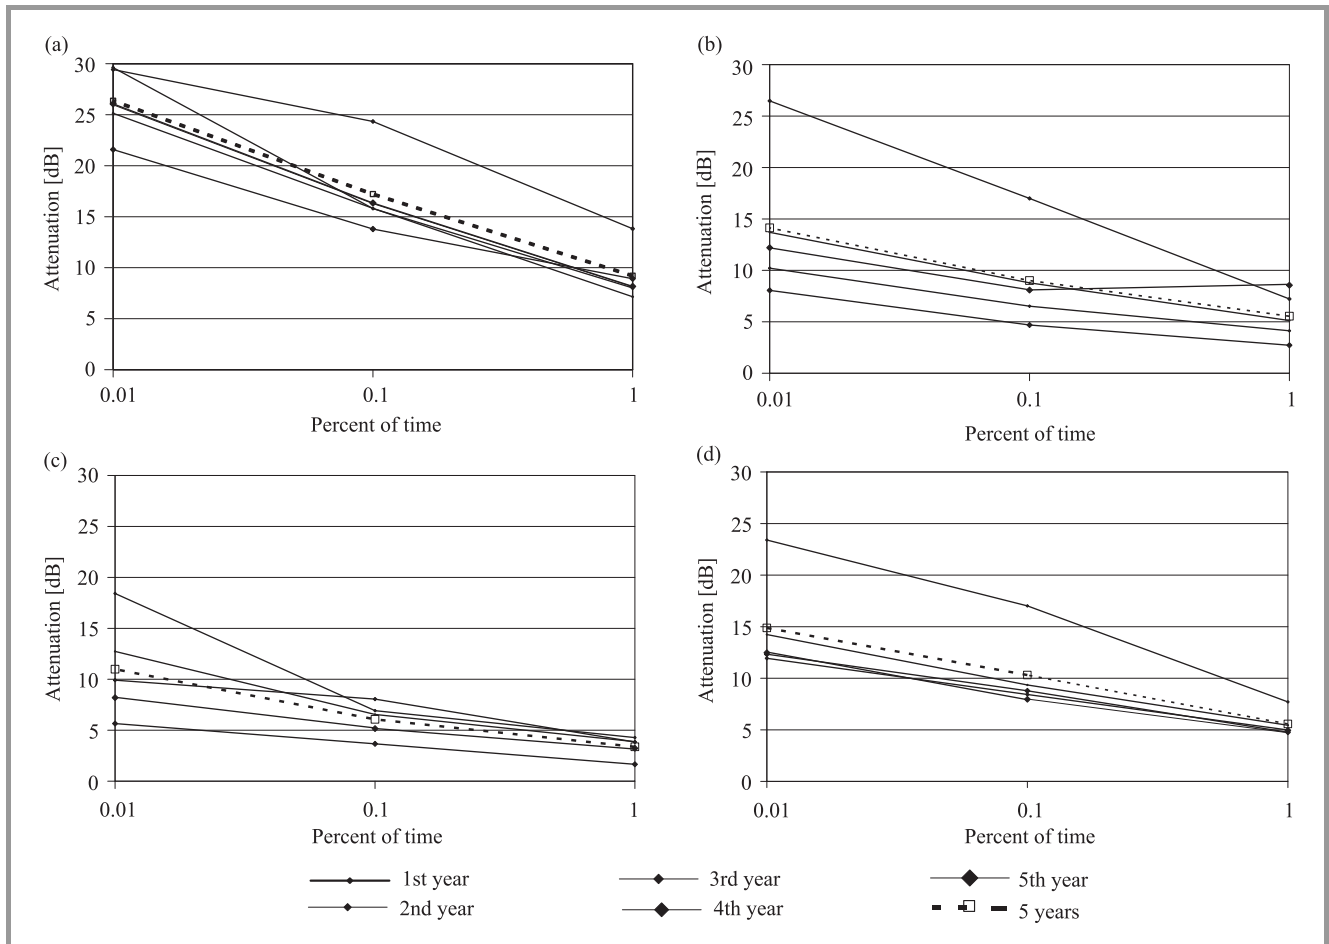 (a)
30
25
20
15
10
5
0
Attenuation [dB]
0.01 0.1 1
Percent of time
(b)
30
25
20
15
10
5
0
Attenuation [dB]
0.01 0.1 1
Percent of time
(c)
30
25
20
15
10
5
0
Attenuation [dB]
0.01 0.1 1
Percent of time
(d)
30
25
20
15
10
5
0
Attenuation [dB]
0.01 0.1 1
Percent of time
1st year 3rd year 5th year
2nd year 4th year 5 years